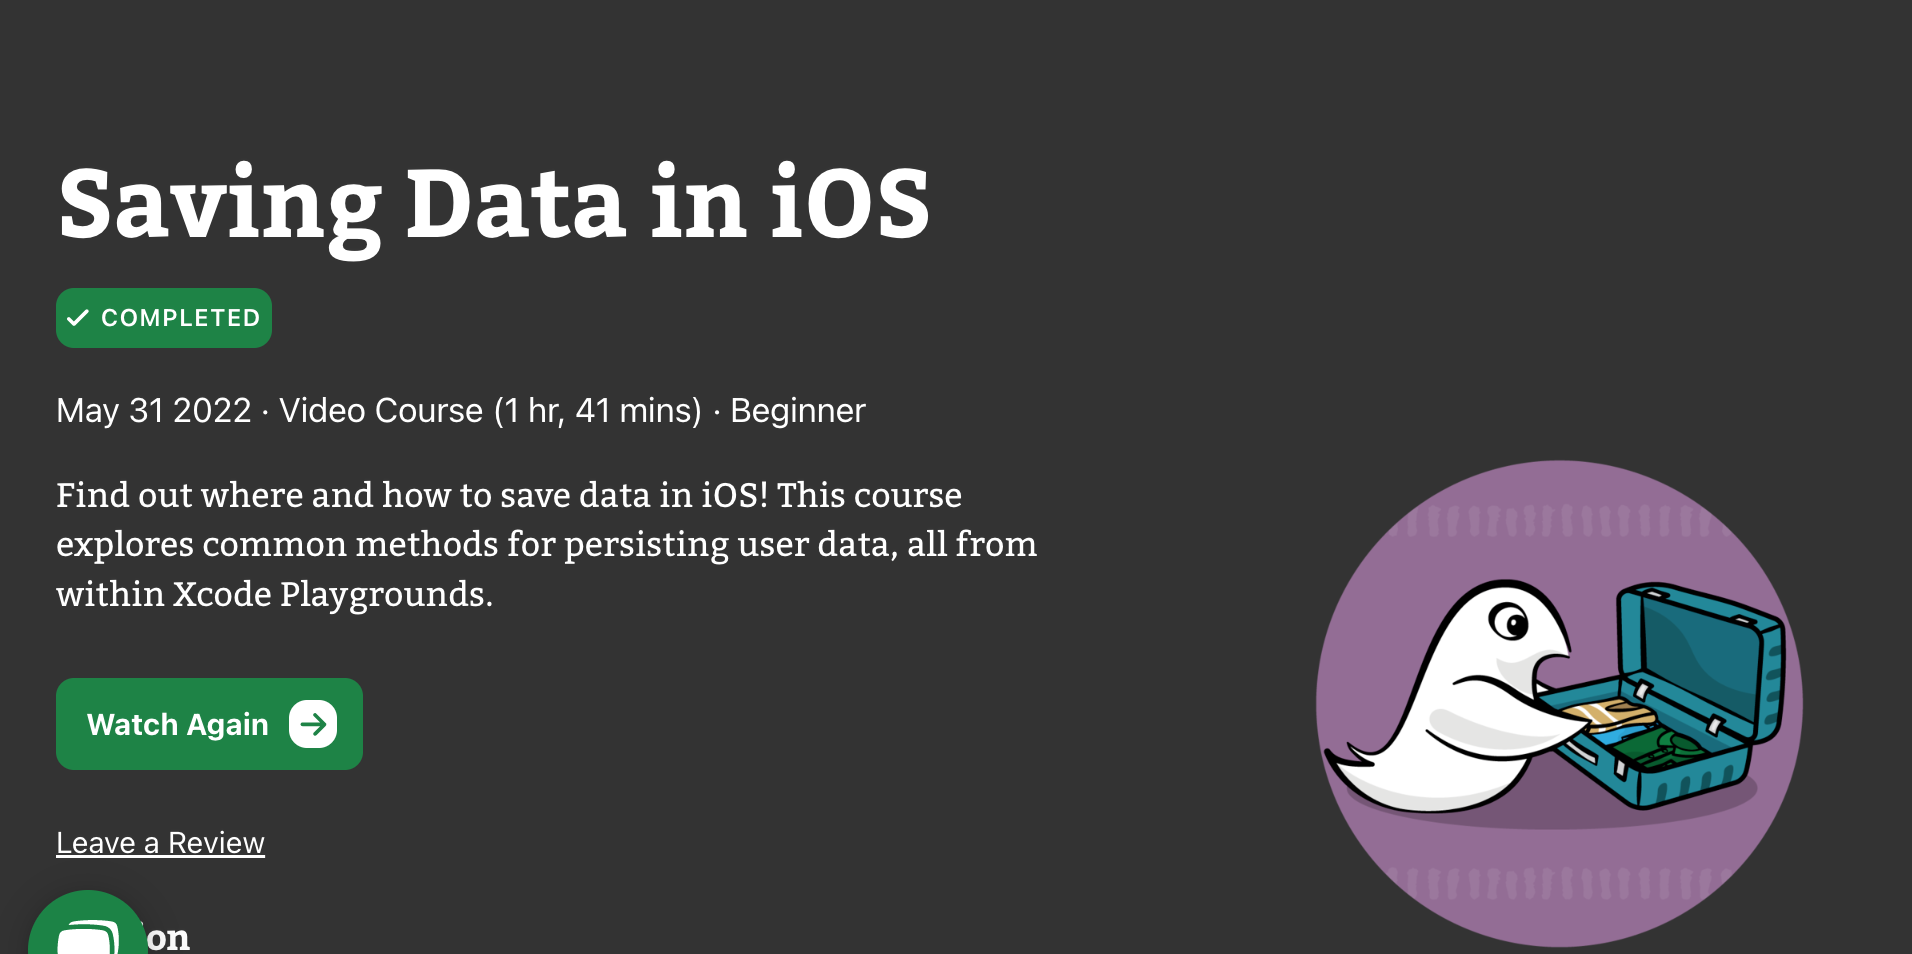 Saving Data in iOS
COMPLETED
May 31 2022 · Video Course (1 hr, 41 mins) · Beginner
Find out where and how to save data in iOS! This course
explores common methods for persisting user data, all from
within Xcode Playgrounds.
Watch Again
Leave a Review